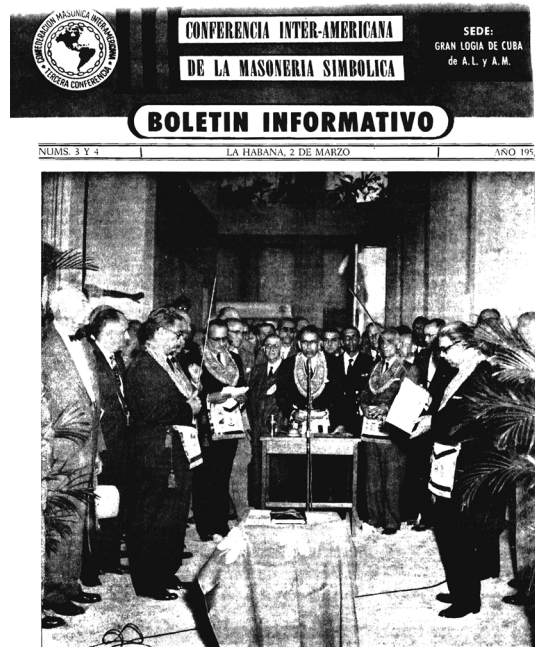 CONFEDERACION MASONICA INTERAMERICANA
TERCERA CONFERENCIA
CONFERENCIA INTER-AMERICANA
DE LA MASONERIA SIMBOLICA
SEDE:
GRAN LOGIA DE CUBA
de A.L. y A.M.
BOLETIN INFORMATIVO
NUMS. 3 Y 4
LA HABANA, 2 DE MARZO
AÑO 195